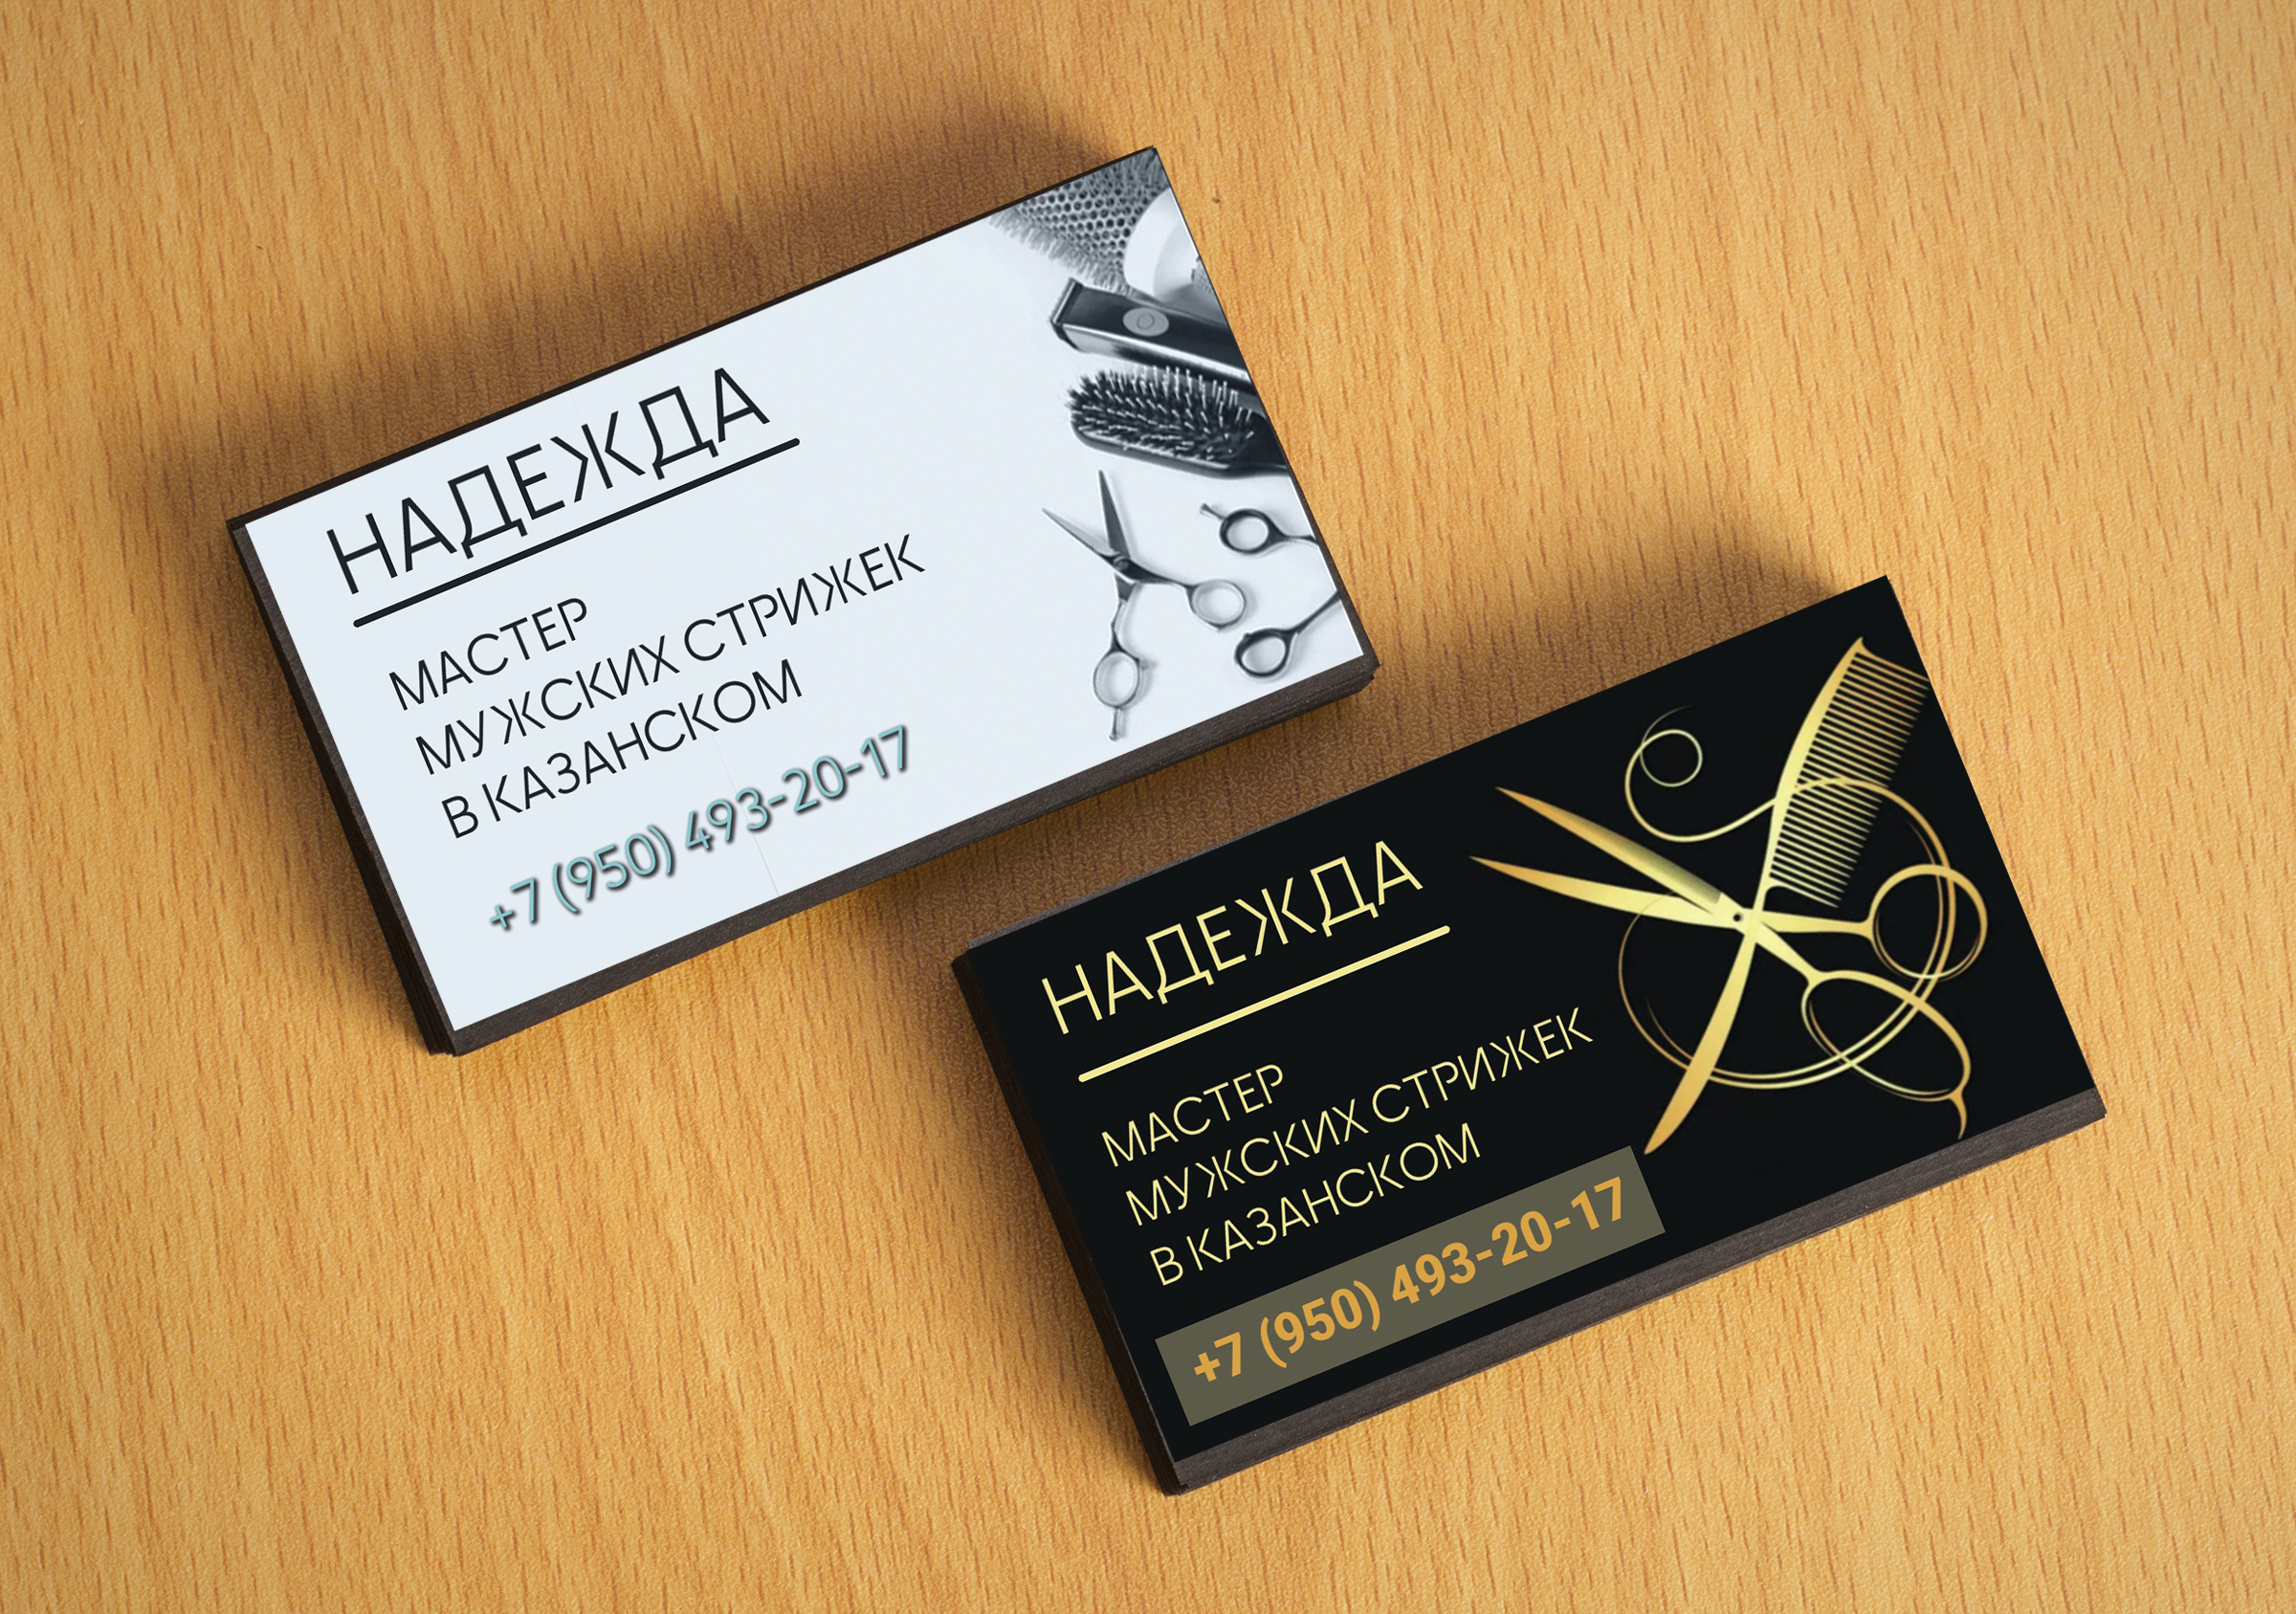 НАДЕЖДА
МАСТЕР
МУЖСКИХ СТРИЖЕК
В КАЗАНСКОМ
+7 (950) 493-20-17
НАДЕЖДА
МАСТЕР
МУЖСКИХ СТРИЖЕК
В КАЗАНСКОМ
+7 (950) 493-20-17